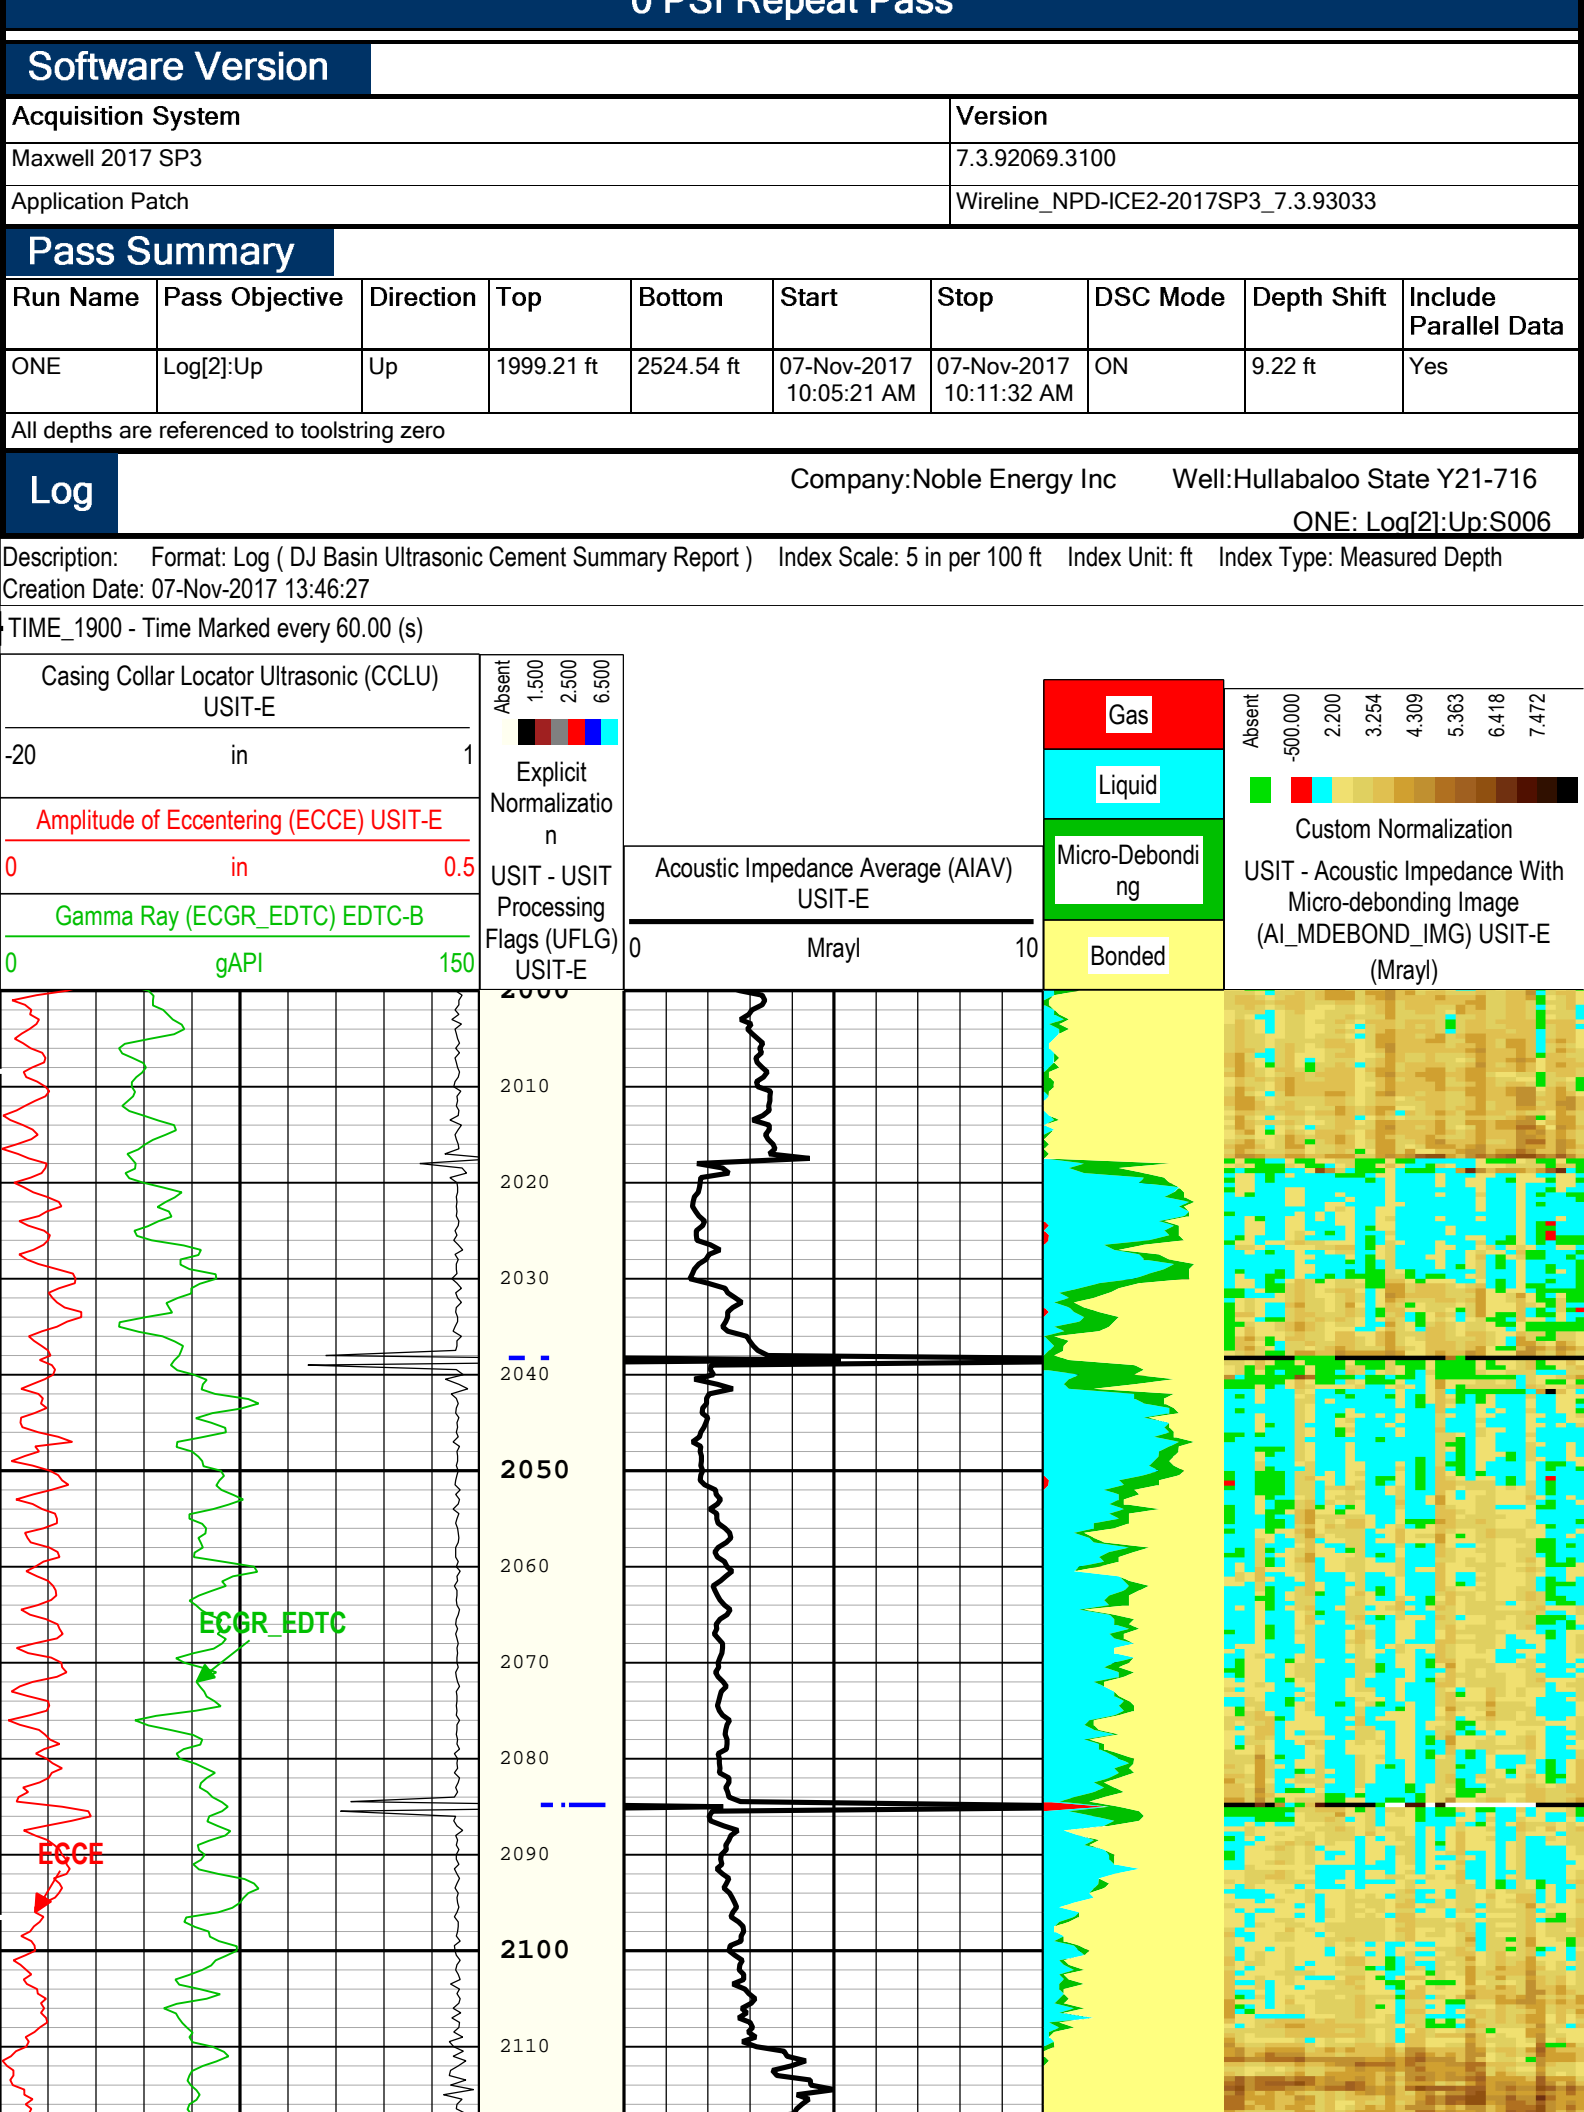 0 PSI Repeat Pass
Software Version
Acquisition System Version
Maxwell 2017 SP3 7.3.92069.3100
Application Patch Wireline_NPD-ICE2-2017SP3_7.3.93033
Pass Summary
Run Name Pass Objective Direction Top Bottom Start Stop DSC Mode Depth Shift Include
Parallel Data
ONE Log[2]:Up Up 1999.21 ft 2524.54 ft 07-Nov-2017 07-Nov-2017 ON 9.22 ft Yes
10:05:21 AM 10:11:32 AM
All depths are referenced to toolstring zero
Log
Company:Noble Energy Inc Well:Hullabaloo State Y21-716
ONE: Log[2]:Up:S006
Description: Format: Log ( DJ Basin Ultrasonic Cement Summary Report ) Index Scale: 5 in per 100 ft Index Unit: ft Index Type: Measured Depth
Creation Date: 07-Nov-2017 13:46:27
TIME_1900 - Time Marked every 60.00 (s)
Casing Collar Locator Ultrasonic (CCLU)
USIT-E
-20 in 1
Amplitude of Eccentering (ECCE) USIT-E
0 in 0.5
Gamma Ray (ECGR_EDTC) EDTC-B
0 gAPI 150
Absent 1.500 2.500 6.500
Explicit
Normalizatio
n
USIT - USIT
Processing
Flags (UFLG)
USIT-E
Acoustic Impedance Average (AIAV)
USIT-E
0 Mrayl 10
Gas
Liquid
Micro-Debondi
ng
Bonded
Absent -500.000 2.200 3.254 4.309 5.363 6.418 7.472
Custom Normalization
USIT - Acoustic Impedance With
Micro-debonding Image
(AI_MDEBOND_IMG) USIT-E
(Mrayl)
2000
2010
2020
2030
2040
2050
2060
ECGR_EDTC
2070
2080
2090
ECCE
2100
2110